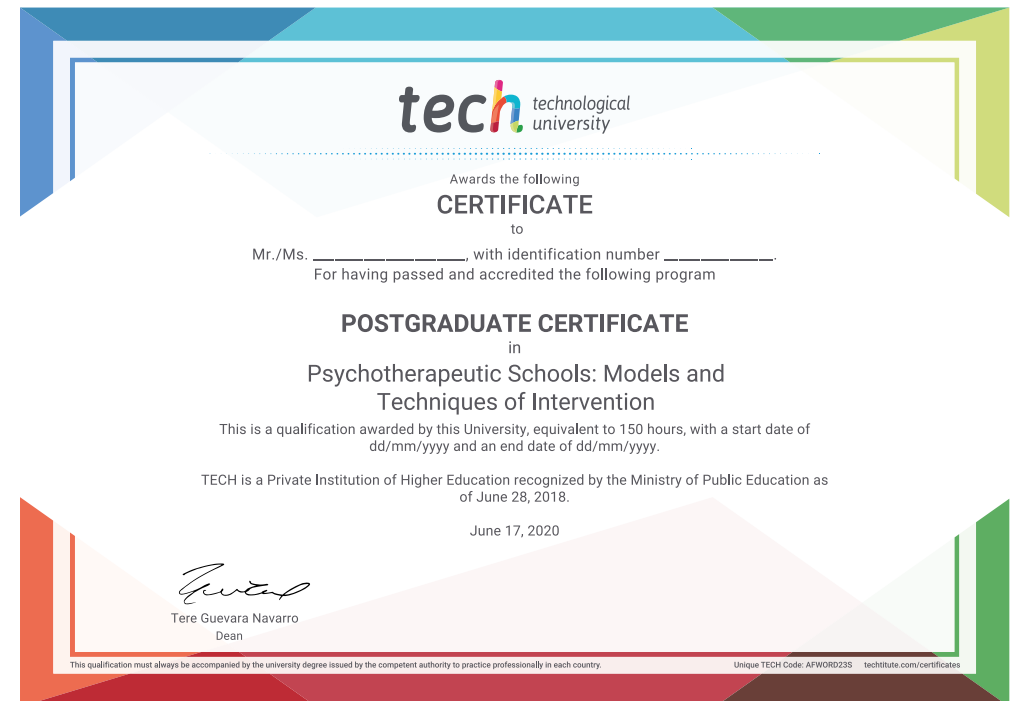 tech technological
university
Awards the following
CERTIFICATE
to
Mr./Ms. _______________, with identification number ___________.
For having passed and accredited the following program
POSTGRADUATE CERTIFICATE
in
Psychotherapeutic Schools: Models and
Techniques of Intervention
This is a qualification awarded by this University, equivalent to 150 hours, with a start date of
dd/mm/yyyy and an end date of dd/mm/yyyy.
TECH is a Private Institution of Higher Education recognized by the Ministry of Public Education as
of June 28, 2018.
June 17, 2020
Tere Guevara Navarro
Dean
This qualification must always be accompanied by the university degree issued by the competent authority to practice professionally in each country.
Unique TECH Code: AFWORD23S techtitute.com/certificates